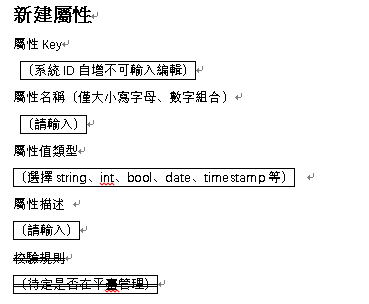 新建屬性
屬性 Key
（系統 ID 自增不可輸入編輯）
屬性名稱（僅大小寫字母、數字組合）
（請輸入）
屬性值類型
（選擇 string、int、bool、date、timestamp 等）
屬性描述
（請輸入）
校驗規則
（待定是否在平臺管理）